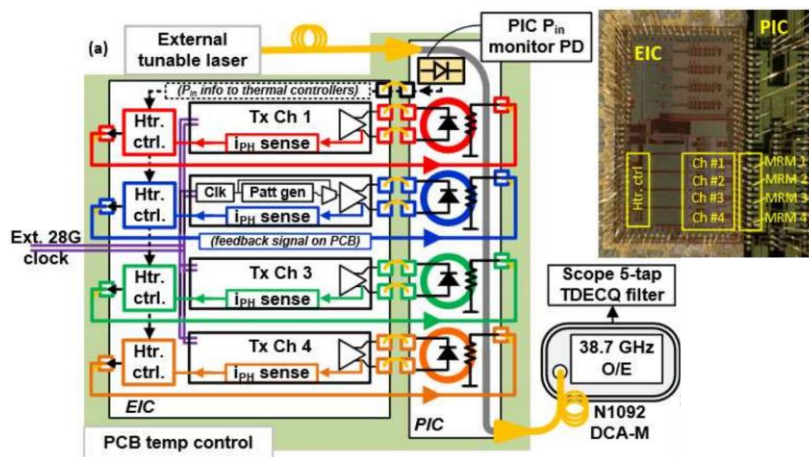 (a)
External
tunable laser
PIC Pin
monitor PD
(Pin info to thermal controllers)
Htr.
ctrl.
Tx Ch 1
iPH sense
Htr.
ctrl.
Clk
Patt gen
iPH sense
Ext. 28G
clock
(feedback signal on PCB)
Htr.
ctrl.
Tx Ch 3
iPH sense
Htr.
ctrl.
Tx Ch 4
iPH sense
EIC
PIC
PCB temp control
Scope 5-tap
TDECQ filter
38.7 GHz
O/E
N1092
DCA-M
EIC
PIC
Htr. ctrl
Ch #1
Ch #2
Ch #3
Ch #4
MRM 1
MRM 2
MRM 3
MRM 4